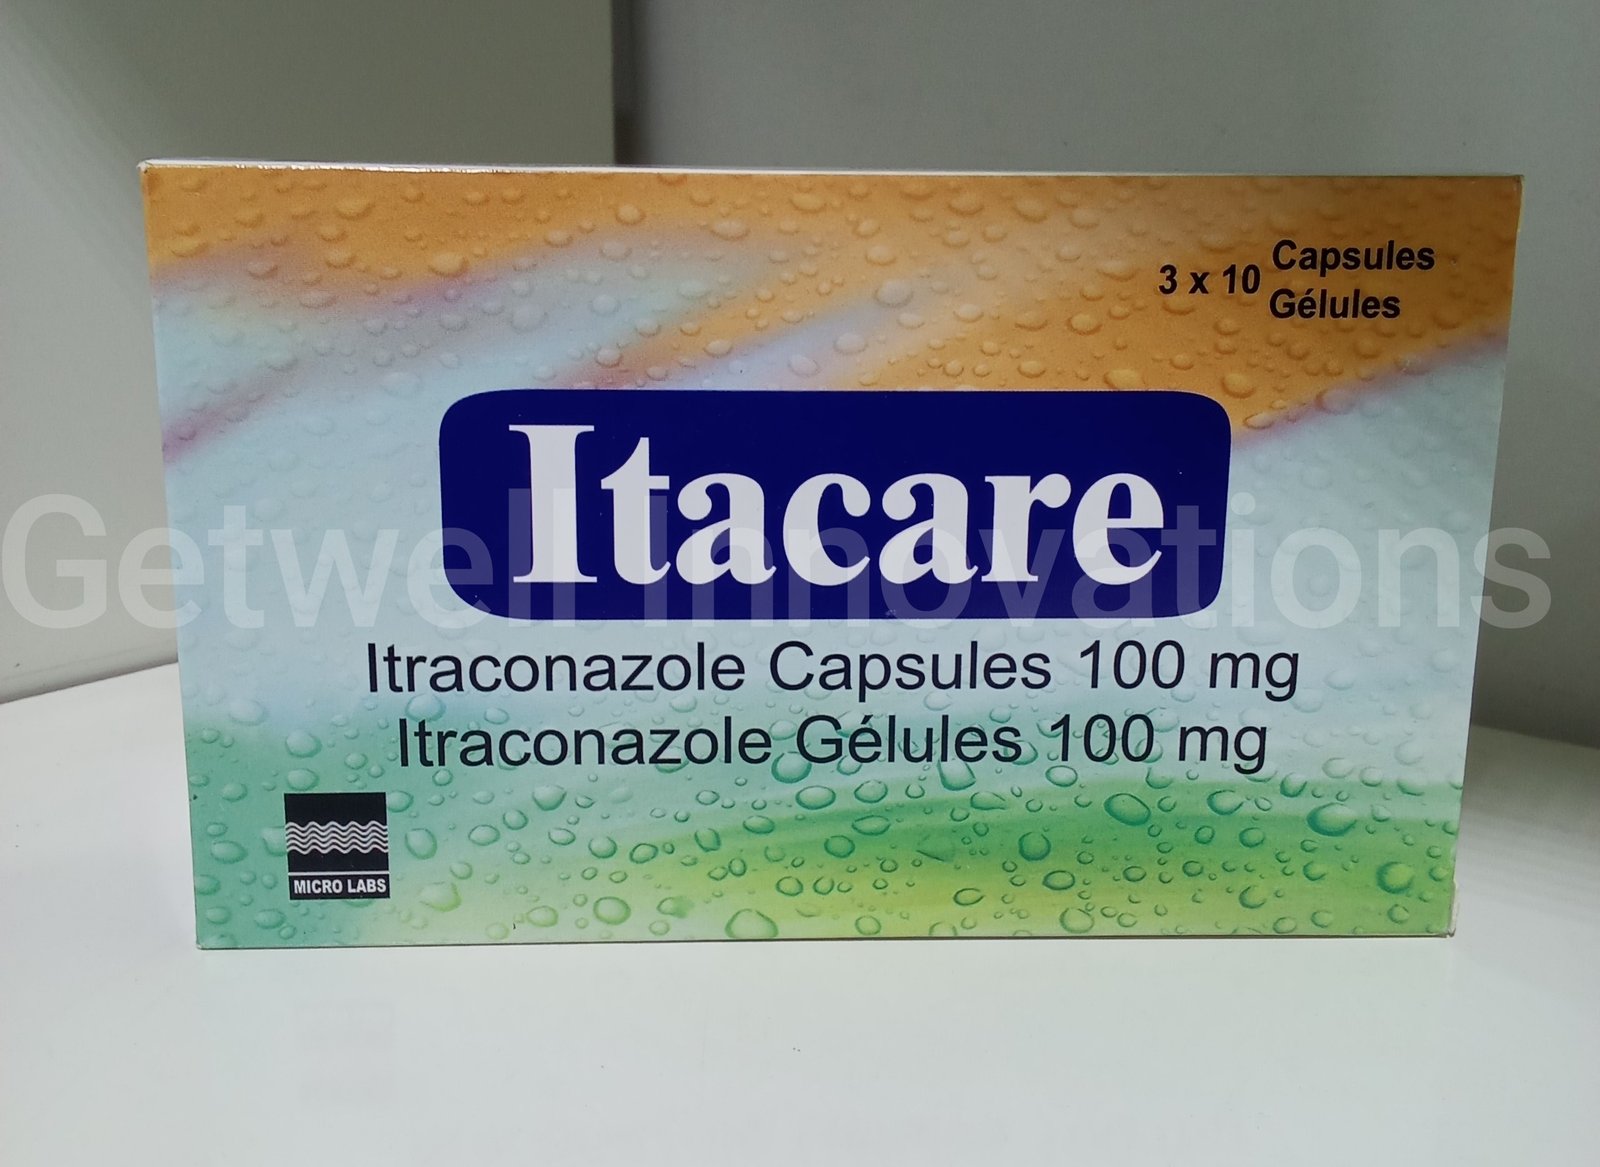 3 x 10 Capsules
Gélules
Itacare
Getwell Innovations
Itraconazole Capsules 100 mg
Itraconazole Gélules 100 mg
MICRO LABS